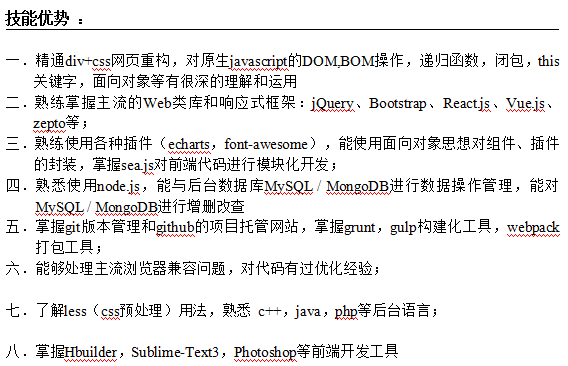 技能优势 ：
一．精通div+css网页重构，对原生javascript的DOM,BOM操作，递归函数，闭包，this
关键字，面向对象等有很深的理解和运用
二．熟练掌握主流的Web类库和响应式框架：jQuery、Bootstrap、React.js、Vue.js、
zepto等；
三．熟练使用各种插件（echarts，font-awesome），能使用面向对象思想对组件、插件
的封装，掌握sea.js对前端代码进行模块化开发；
四．熟悉使用node.js，能与后台数据库MySQL / MongoDB进行数据操作管理，能对
MySQL / MongoDB进行增删改查
五．掌握git版本管理和github的项目托管网站，掌握grunt，gulp构建化工具，webpack
打包工具；
六．能够处理主流浏览器兼容问题，对代码有过优化经验；
七．了解less（css预处理）用法，熟悉 c++，java，php等后台语言；
八．掌握Hbuilder，Sublime-Text3，Photoshop等前端开发工具